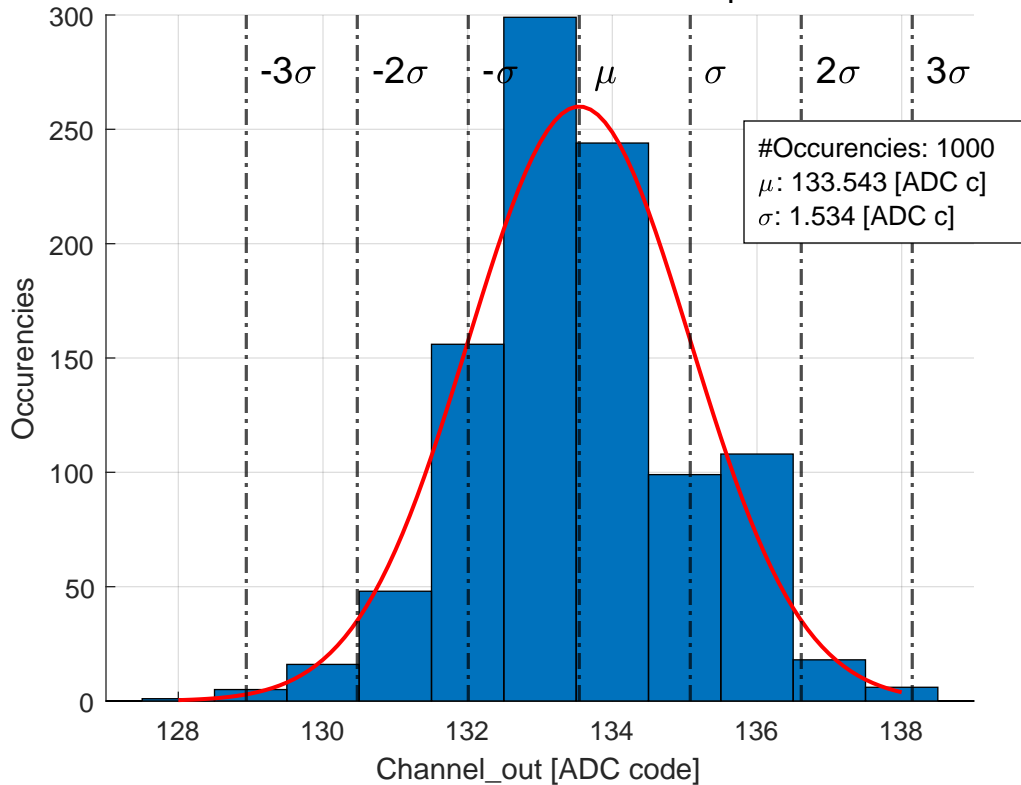 300
250
200
150
100
50
0
-3σ
-2σ
-σ
μ
σ
2σ
3σ
#Occurencies: 1000
μ: 133.543 [ADC c]
σ: 1.534 [ADC c]
Occurencies
128
130
132
134
136
138
Channel_out [ADC code]